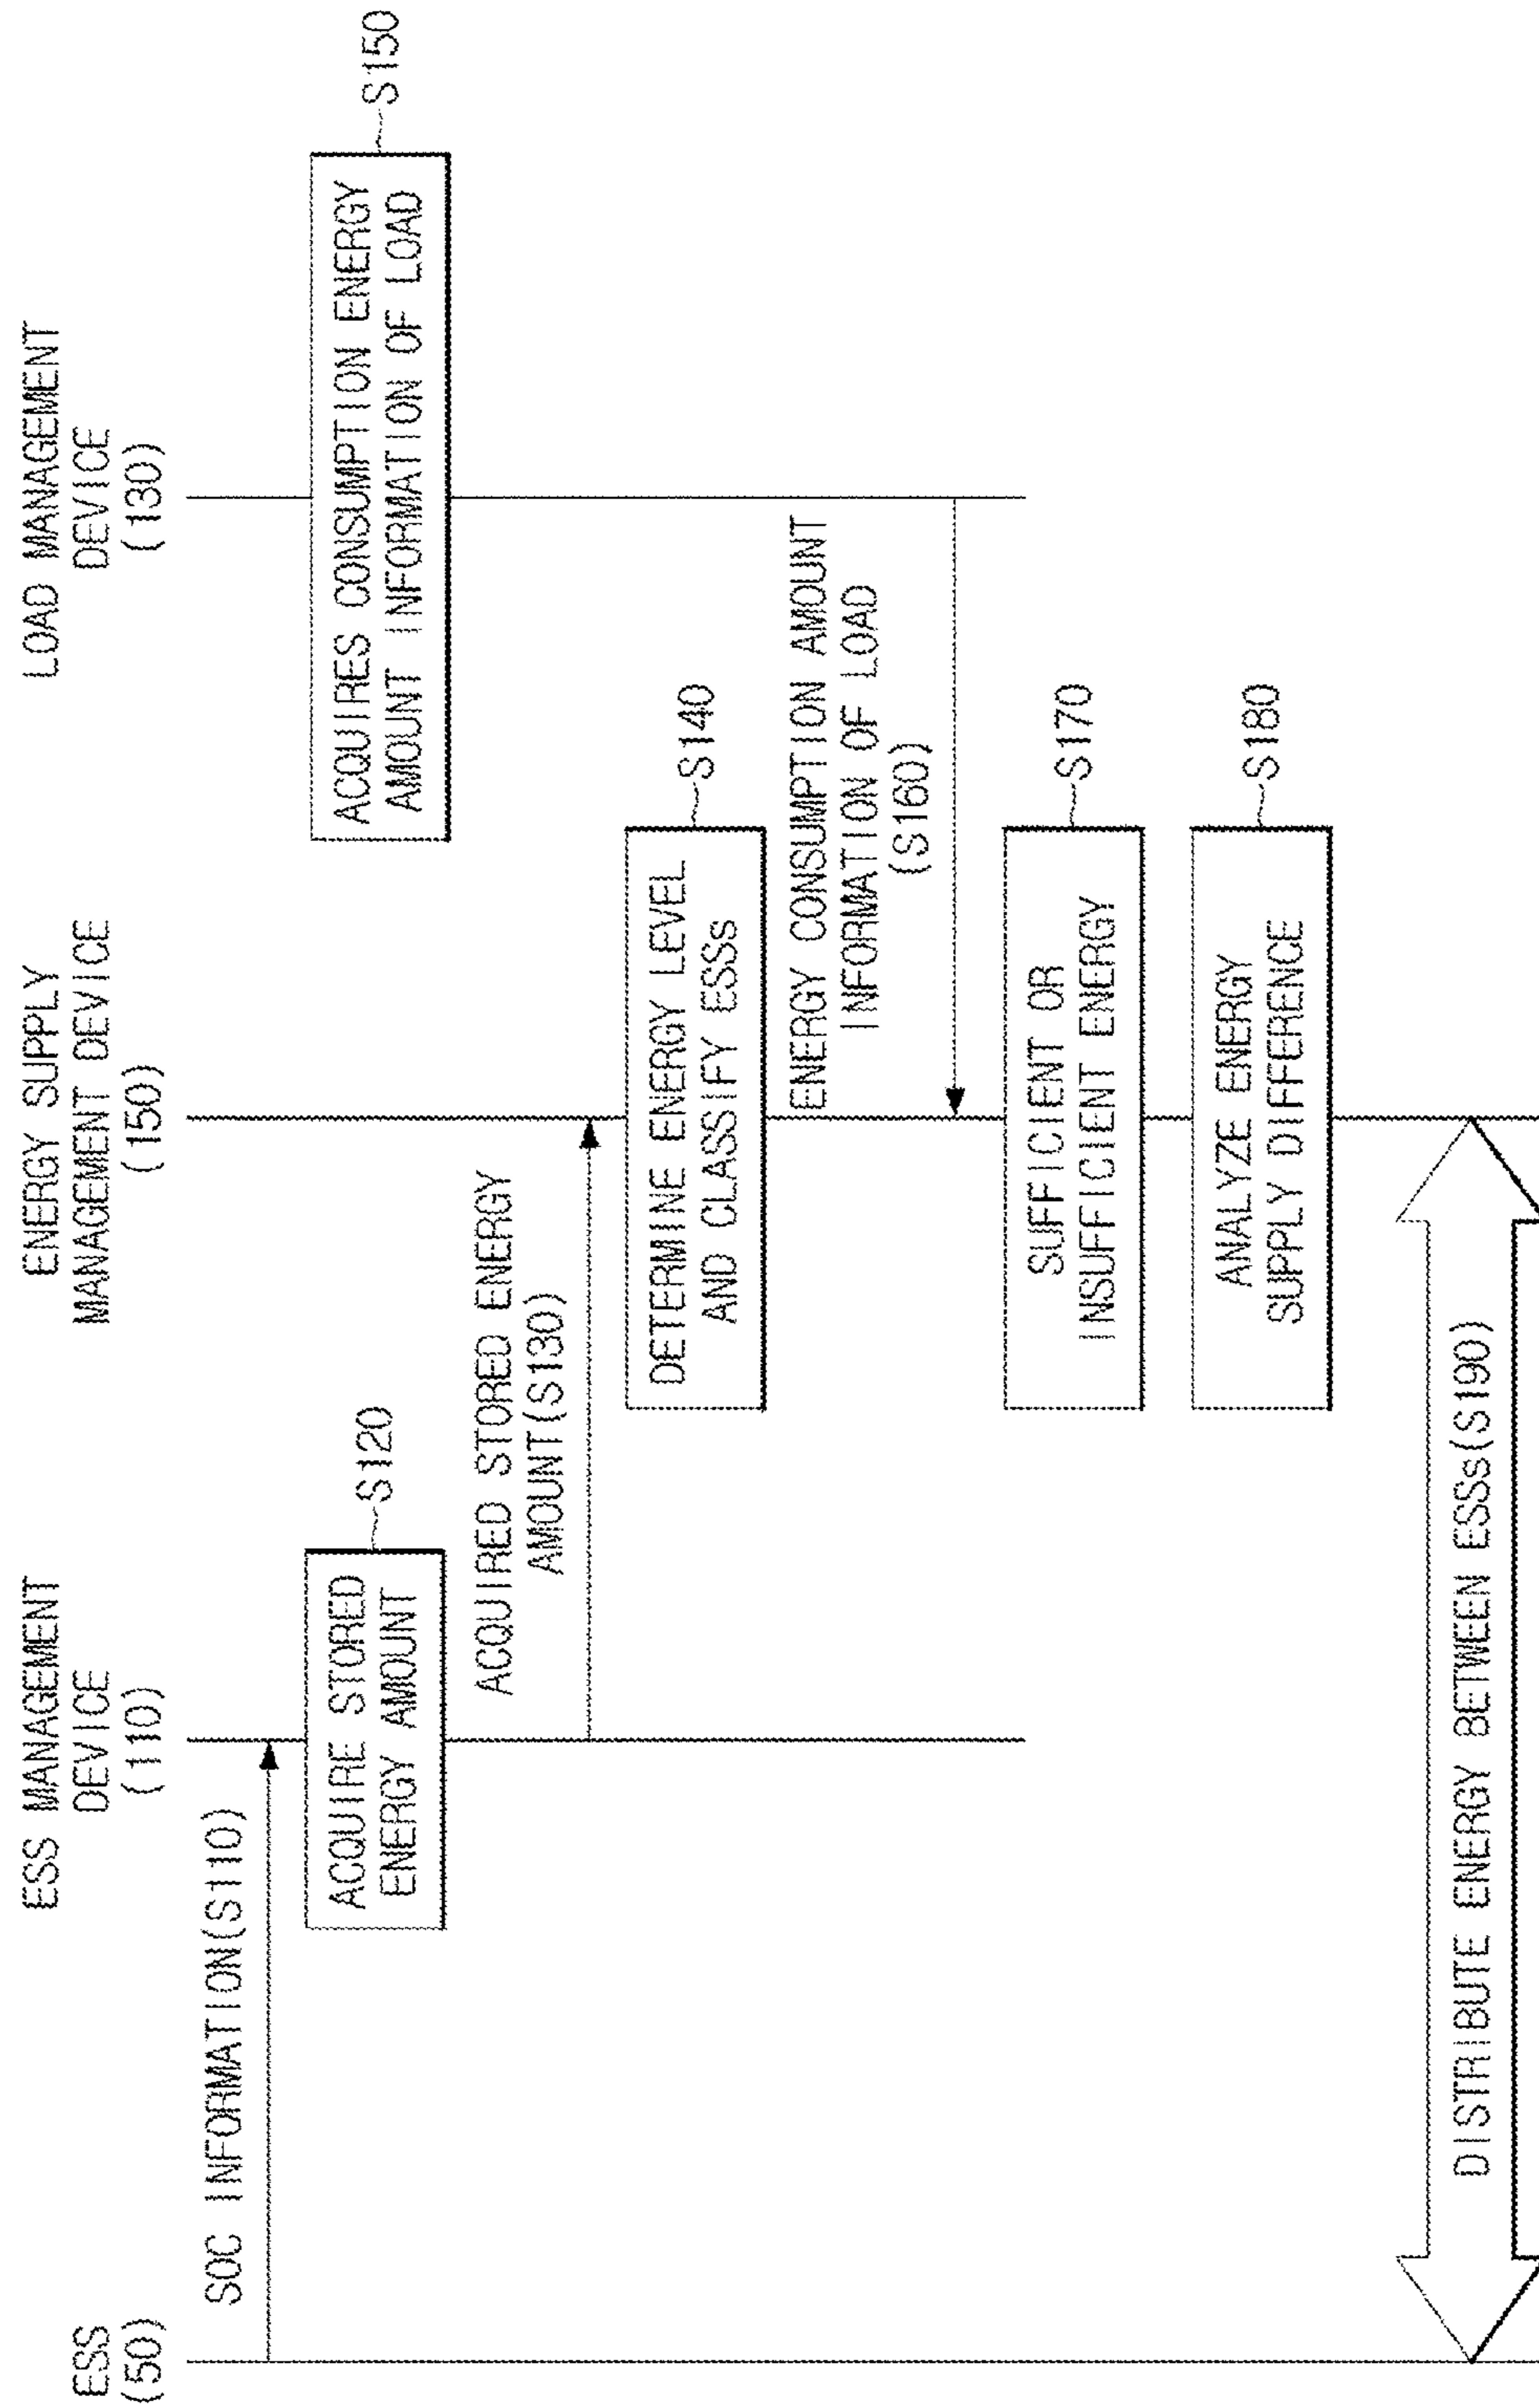 ESS
(50)
ESS MANAGEMENT
DEVICE
(110)
ENERGY SUPPLY
MANAGEMENT DEVICE
(150)
LOAD MANAGEMENT
DEVICE
(130)
SOC INFORMATION(S110)
ACQUIRE STORED
ENERGY AMOUNT
S120
ACQUIRES CONSUMPTION ENERGY
AMOUNT INFORMATION OF LOAD
S150
ACQUIRED STORED ENERGY
AMOUNT(S130)
DETERMINE ENERGY LEVEL
AND CLASSIFY ESSs
S140
ENERGY CONSUMPTION AMOUNT
INFORMATION OF LOAD
(S160)
SUFFICIENT OR
INSUFFICIENT ENERGY
S170
ANALYZE ENERGY
SUPPLY DIFFERENCE
S180
DISTRIBUTE ENERGY BETWEEN ESSs(S190)